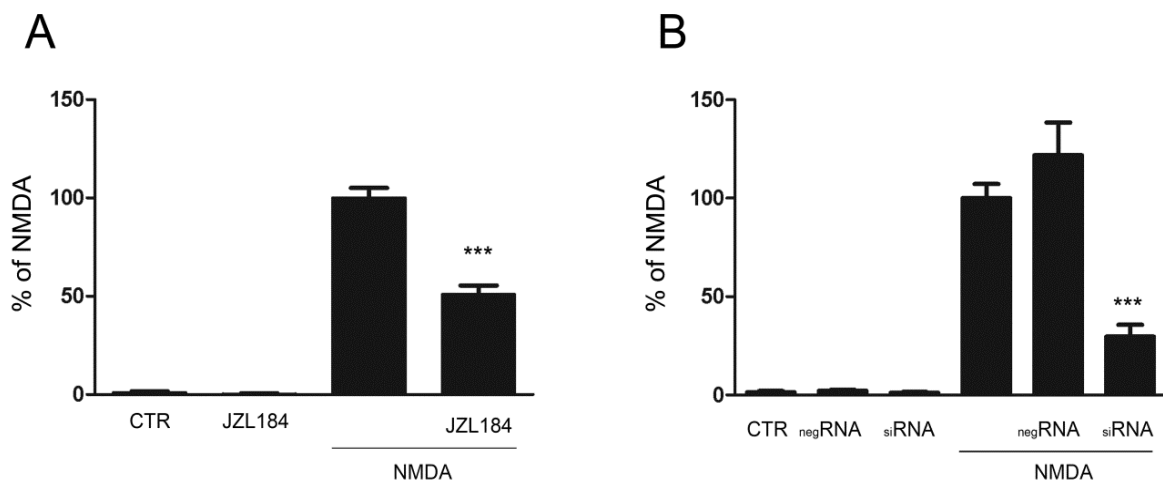 A
% of NMDA
150
100
50
0
***
CTR
JZL184
JZL184
NMDA
B
% of NMDA
150
100
50
0
***
CTR
negRNA
siRNA
negRNA
siRNA
NMDA